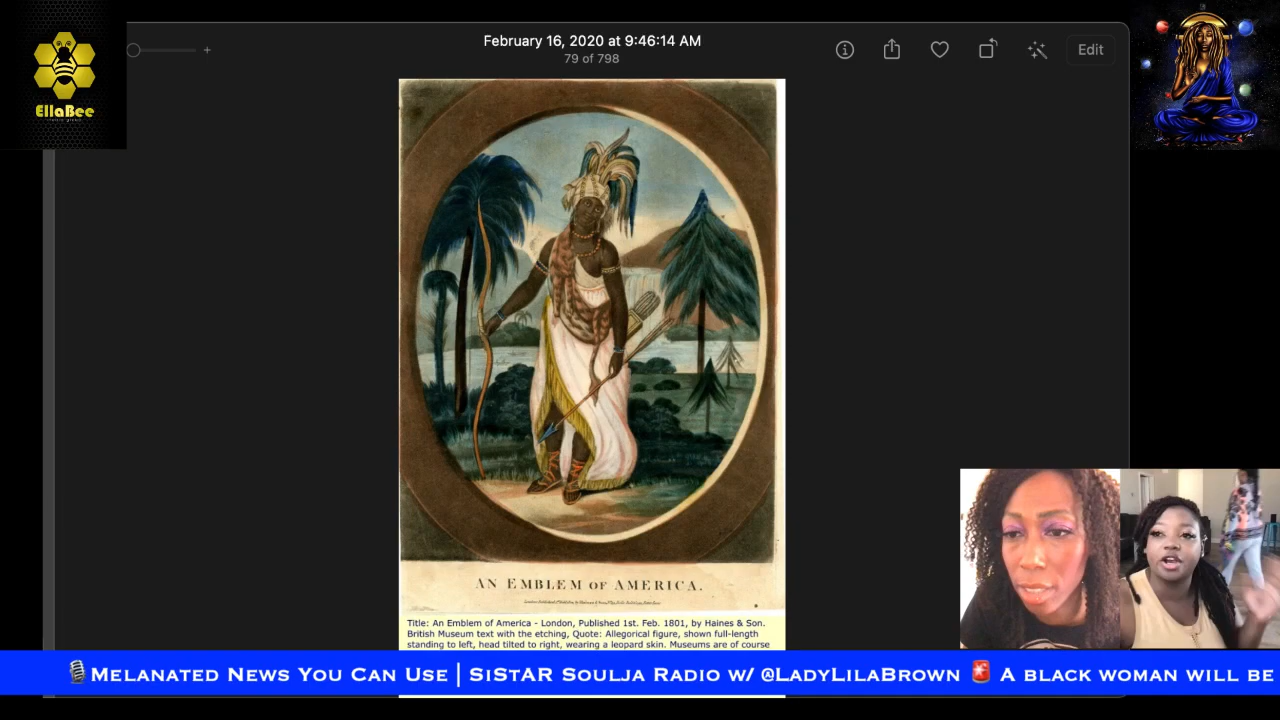 EllaBee
February 16, 2020 at 9:46:14 AM
79 of 798
Edit
AN EMBLEM OF AMERICA.
Title: An Emblem of America - London, Published 1st. Feb. 1801, by Haines & Son.
British Museum text with the etching, Quote: Allegorical figure, shown full-length
standing to left, head tilted to right, wearing a leopard skin. Museums are of course
🎙️Melanated News You Can Use | SiStAR Soulja Radio w/ @LadyLilaBrown 🚨 A black woman will be